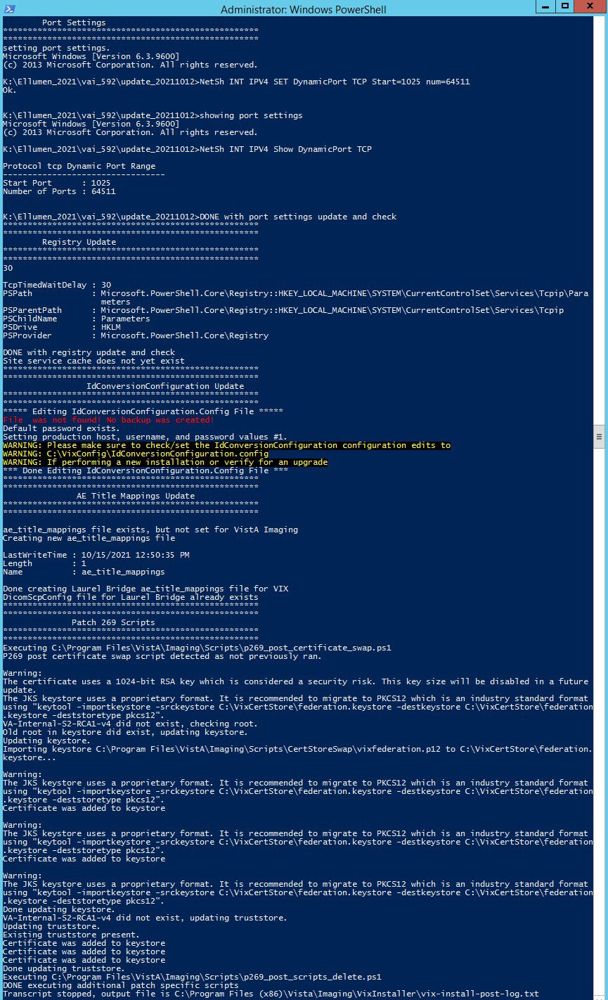 Administrator: Windows PowerShell
Port Settings
****************************************************
****************************************************
setting port settings.
Microsoft Windows [Version 6.3.9600]
(c) 2013 Microsoft Corporation. All rights reserved.
K:\Ellumen_2021\vai_592\update_20211012>NetSh INT IPV4 SET DynamicPort TCP Start=1025 num=64511
Ok.
K:\Ellumen_2021\vai_592\update_20211012>showing port settings
Microsoft Windows [Version 6.3.9600]
(c) 2013 Microsoft Corporation. All rights reserved.
K:\Ellumen_2021\vai_592\update_20211012>NetSh INT IPV4 Show DynamicPort TCP
Protocol tcp Dynamic Port Range
---------------------------------
Start Port      : 1025
Number of Ports : 64511
K:\Ellumen_2021\vai_592\update_20211012>DONE with port settings update and check
****************************************************
****************************************************
Registry Update
****************************************************
****************************************************
30
TcpTimedWaitDelay : 30
PSPath            : Microsoft.PowerShell.Core\Registry::HKEY_LOCAL_MACHINE\SYSTEM\CurrentControlSet\Services\Tcpip\Para
meters
PSParentPath      : Microsoft.PowerShell.Core\Registry::HKEY_LOCAL_MACHINE\SYSTEM\CurrentControlSet\Services\Tcpip
PSChildName       : Parameters
PSDrive           : HKLM
PSProvider        : Microsoft.PowerShell.Core\Registry
DONE with registry update and check
Site service cache does not yet exist
****************************************************
****************************************************
IdConversionConfiguration Update
****************************************************
****************************************************
***** Editing IdConversionConfiguration.Config File *****
File  was not found! No backup was created!
Default password exists.
Setting production host, username, and password values #1.
WARNING: Please make sure to check/set the IdConversionConfiguration configuration edits to
WARNING: C:\VixConfig\IdConversionConfiguration.config
WARNING: If performing a new installation or verify for an upgrade
*** Done Editing IdConversionConfiguration.Config File ***
****************************************************
****************************************************
AE Title Mappings Update
****************************************************
****************************************************
ae_title_mappings file exists, but not set for VistA Imaging
Creating new ae_title_mappings file
LastWriteTime : 10/15/2021 12:50:35 PM
Length        : 1
Name          : ae_title_mappings
Done creating Laurel Bridge ae_title_mappings file for VIX
DicomScpConfig file for Laurel Bridge already exists
****************************************************
****************************************************
Patch 269 Scripts
****************************************************
****************************************************
Executing C:\Program Files\VistA\Imaging\Scripts\p269_post_certificate_swap.ps1
P269 post certificate swap script detected as not previously ran.
Warning:
The certificate uses a 1024-bit RSA key which is considered a security risk. This key size will be disabled in a future
update.
The JKS keystore uses a proprietary format. It is recommended to migrate to PKCS12 which is an industry standard format
using "keytool -importkeystore -srckeystore C:\VixCertStore\federation.keystore -destkeystore C:\VixCertStore\federation
.keystore -deststoretype pkcs12".
VA-Internal-S2-RCA1-v4 did not exist, checking root.
Old root in keystore did exist, updating keystore.
Updating keystore.
Importing keystore C:\Program Files\VistA\Imaging\Scripts\CertStoreSwap\vixfederation.p12 to C:\VixCertStore\federation.
keystore...
Warning:
The JKS keystore uses a proprietary format. It is recommended to migrate to PKCS12 which is an industry standard format
using "keytool -importkeystore -srckeystore C:\VixCertStore\federation.keystore -destkeystore C:\VixCertStore\federation
.keystore -deststoretype pkcs12".
Certificate was added to keystore
Warning:
The JKS keystore uses a proprietary format. It is recommended to migrate to PKCS12 which is an industry standard format
using "keytool -importkeystore -srckeystore C:\VixCertStore\federation.keystore -destkeystore C:\VixCertStore\federation
.keystore -deststoretype pkcs12".
Certificate was added to keystore
Warning:
The JKS keystore uses a proprietary format. It is recommended to migrate to PKCS12 which is an industry standard format
using "keytool -importkeystore -srckeystore C:\VixCertStore\federation.keystore -destkeystore C:\VixCertStore\federation
.keystore -deststoretype pkcs12".
Done updating keystore.
VA-Internal-S2-RCA1-v4 did not exist, updating truststore.
Updating truststore.
Existing truststore present.
Certificate was added to keystore
Certificate was added to keystore
Certificate was added to keystore
Done updating truststore.
Executing C:\Program Files\VistA\Imaging\Scripts\p269_post_scripts_delete.ps1
DONE executing additional patch specific scripts
Transcript stopped, output file is C:\Program Files (x86)\Vista\Imaging\VixInstaller\vix-install-post-log.txt